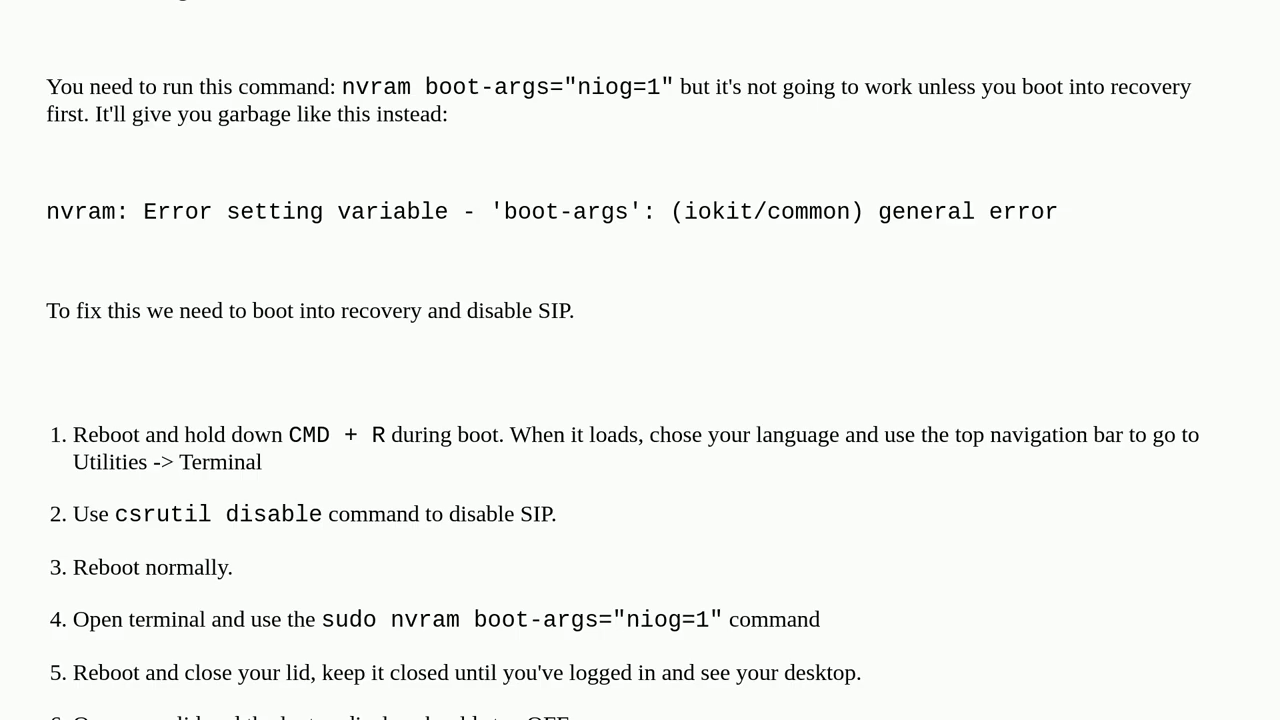 You need to run this command: nvram boot-args="niog=1" but it's not going to work unless you boot into recovery
first. It'll give you garbage like this instead:
nvram: Error setting variable - 'boot-args': (iokit/common) general error
To fix this we need to boot into recovery and disable SIP.
1. Reboot and hold down CMD + R during boot. When it loads, chose your language and use the top navigation bar to go to
Utilities -> Terminal
2. Use csrutil disable command to disable SIP.
3. Reboot normally.
4. Open terminal and use the sudo nvram boot-args="niog=1" command
5. Reboot and close your lid, keep it closed until you've logged in and see your desktop.